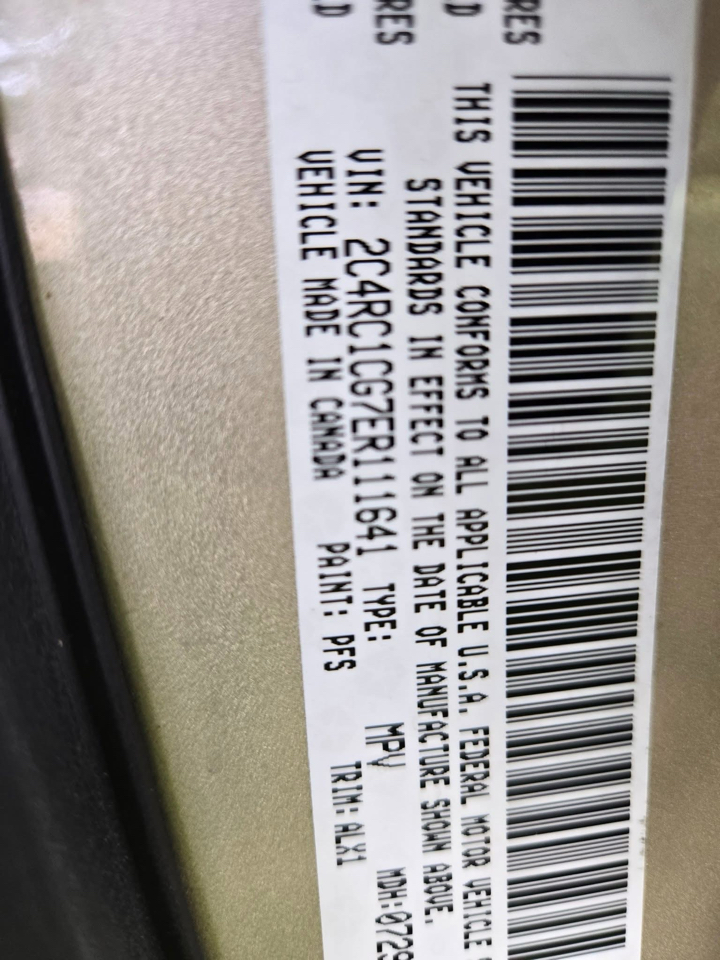 RES RES
LD D
THIS VEHICLE CONFORMS TO ALL APPLICABLE U.S.A. FEDERAL MOTOR VEHICLE
STANDARDS IN EFFECT ON THE DATE OF MANUFACTURE SHOWN ABOVE.
VIN: 2C4RC1CG7ER111641 TYPE: MPV MDH:0729
VEHICLE MADE IN CANADA PAINT: PFS TRIM:ALX1